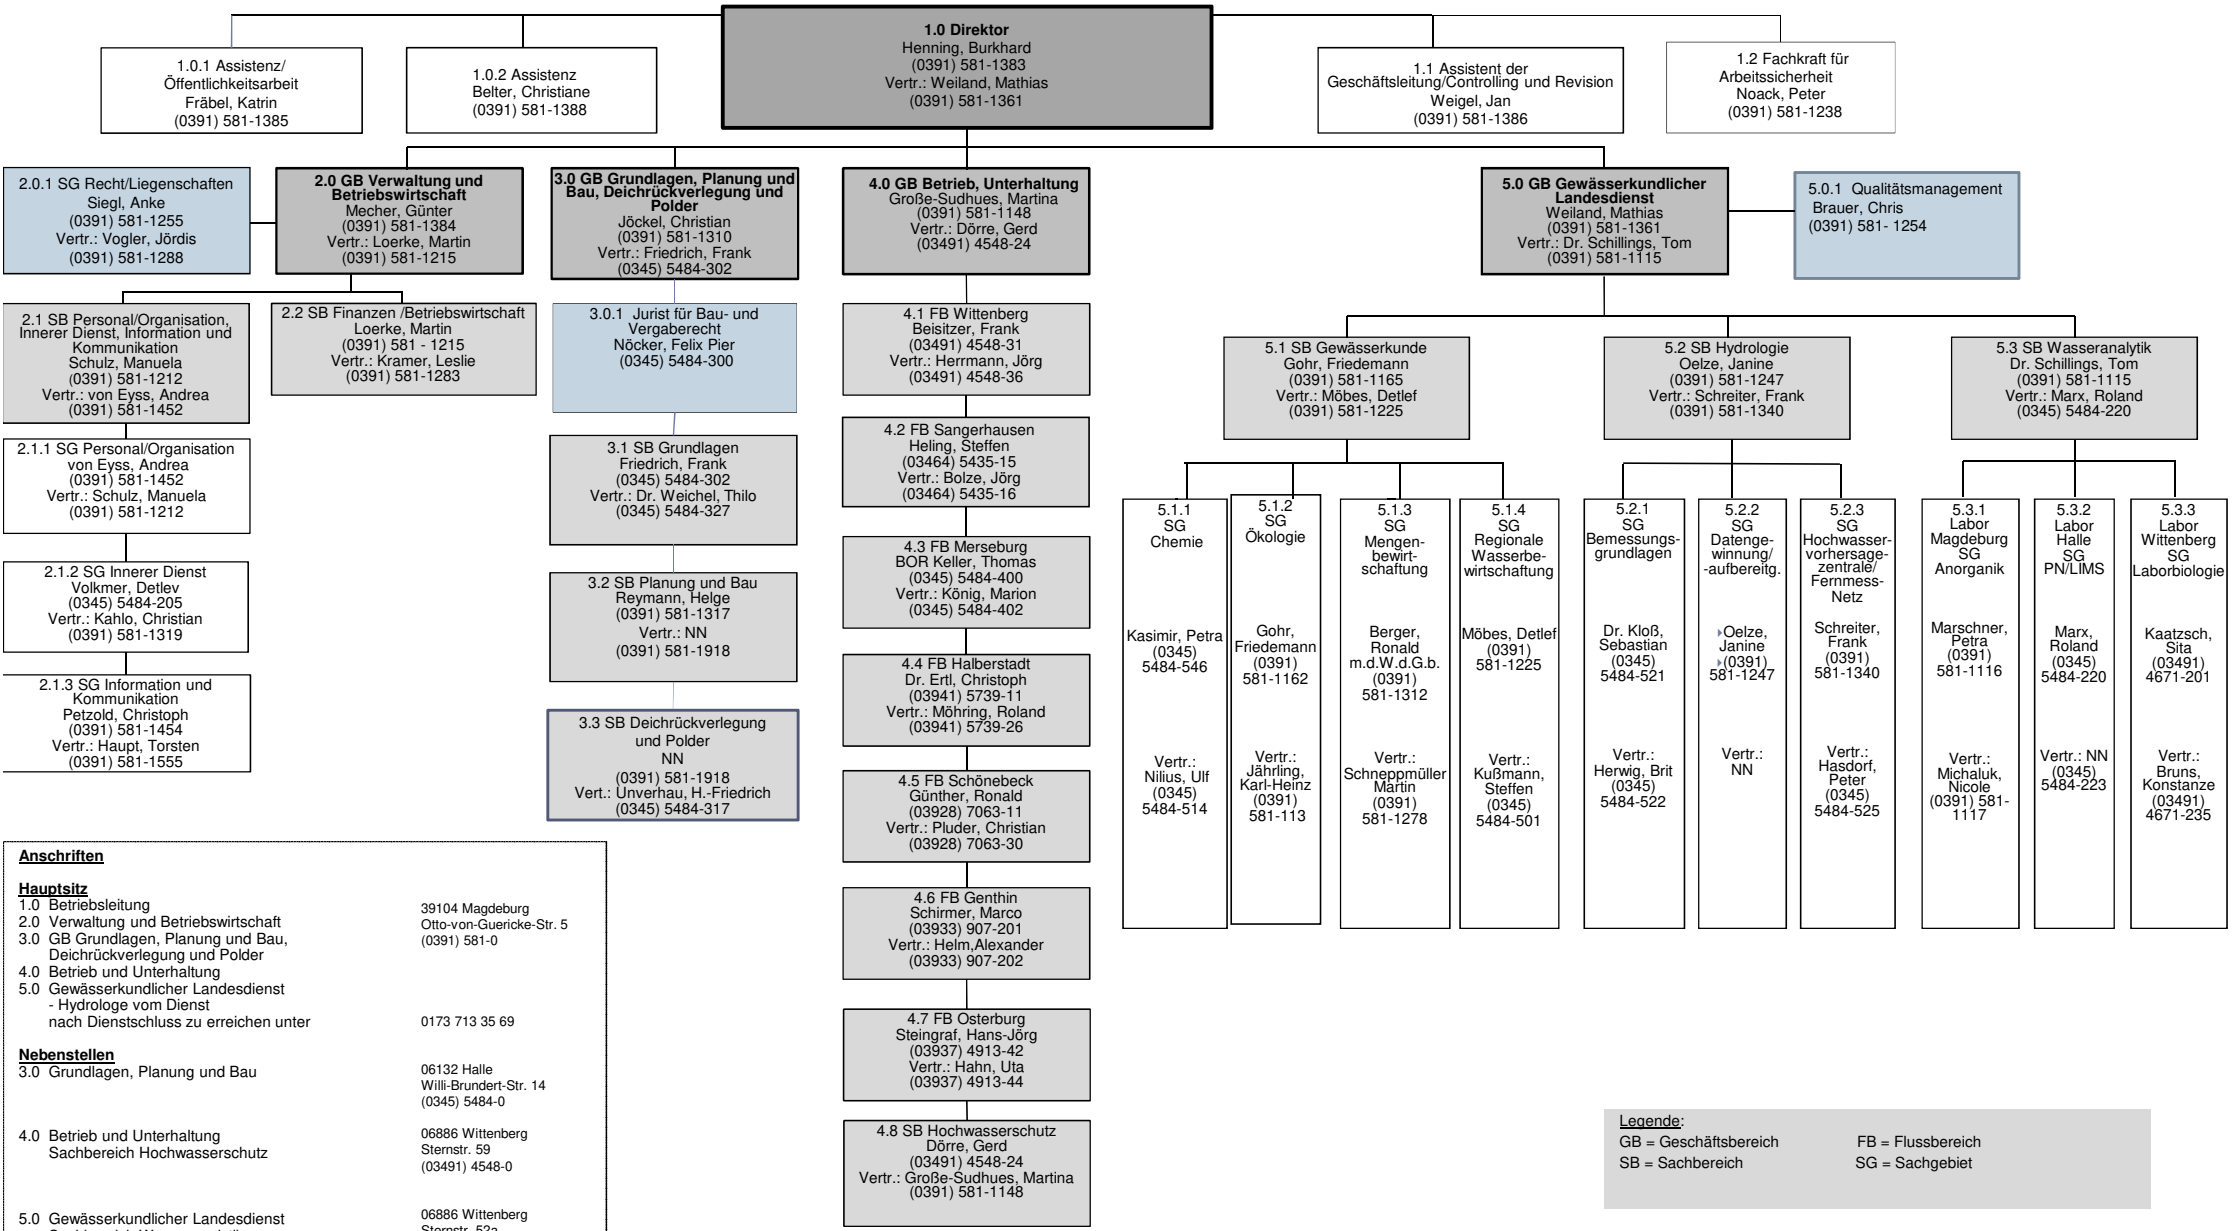 1.0 Direktor
Henning, Burkhard
(0391) 581-1383
Vertr.: Weiland, Mathias
(0391) 581-1361
1.0.1 Assistenz/
Öffentlichkeitsarbeit
Fräbel, Katrin
(0391) 581-1385
1.0.2 Assistenz
Belter, Christiane
(0391) 581-1388
1.1 Assistent der
Geschäftsleitung/Controlling und Revision
Weigel, Jan
(0391) 581-1386
1.2 Fachkraft für
Arbeitssicherheit
Noack, Peter
(0391) 581-1238
2.0.1 SG Recht/Liegenschaften
Siegl, Anke
(0391) 581-1255
Vertr.: Vogler, Jördis
(0391) 581-1288
2.0 GB Verwaltung und
Betriebswirtschaft
Mecher, Günter
(0391) 581-1384
Vertr.: Loerke, Martin
(0391) 581-1215
3.0 GB Grundlagen, Planung und
Bau, Deichrückverlegung und
Polder
Jöckel, Christian
(0391) 581-1310
Vertr.: Friedrich, Frank
(0345) 5484-302
4.0 GB Betrieb, Unterhaltung
Große-Sudhues, Martina
(0391) 581-1148
Vertr.: Dörre, Gerd
(03491) 4548-24
5.0 GB Gewässerkundlicher
Landesdienst
Weiland, Mathias
(0391) 581-1361
Vertr.: Dr. Schillings, Tom
(0391) 581-1115
5.0.1 Qualitätsmanagement
Brauer, Chris
(0391) 581- 1254
2.1 SB Personal/Organisation,
Innerer Dienst, Information und
Kommunikation
Schulz, Manuela
(0391) 581-1212
Vertr.: von Eyss, Andrea
(0391) 581-1452
2.2 SB Finanzen /Betriebswirtschaft
Loerke, Martin
(0391) 581 - 1215
Vertr.: Kramer, Leslie
(0391) 581-1283
2.1.1 SG Personal/Organisation
von Eyss, Andrea
(0391) 581-1452
Vertr.: Schulz, Manuela
(0391) 581-1212
2.1.2 SG Innerer Dienst
Volkmer, Detlev
(0345) 5484-205
Vertr.: Kahlo, Christian
(0391) 581-1319
2.1.3 SG Information und
Kommunikation
Petzold, Christoph
(0391) 581-1454
Vertr.: Haupt, Torsten
(0391) 581-1555
3.0.1 Jurist für Bau- und
Vergaberecht
Nöcker, Felix Pier
(0345) 5484-300
3.1 SB Grundlagen
Friedrich, Frank
(0345) 5484-302
Vertr.: Dr. Weichel, Thilo
(0345) 5484-327
3.2 SB Planung und Bau
Reymann, Helge
(0391) 581-1317
Vertr.: NN
(0391) 581-1918
3.3 SB Deichrückverlegung
und Polder
NN
(0391) 581-1918
Vert.: Unverhau, H.-Friedrich
(0345) 5484-317
4.1 FB Wittenberg
Beisitzer, Frank
(03491) 4548-31
Vertr.: Herrmann, Jörg
(03491) 4548-36
4.2 FB Sangerhausen
Heling, Steffen
(03464) 5435-15
Vertr.: Bolze, Jörg
(03464) 5435-16
4.3 FB Merseburg
BOR Keller, Thomas
(0345) 5484-400
Vertr.: König, Marion
(0345) 5484-402
4.4 FB Halberstadt
Dr. Ertl, Christoph
(03941) 5739-11
Vertr.: Möhring, Roland
(03941) 5739-26
4.5 FB Schönebeck
Günther, Ronald
(03928) 7063-11
Vertr.: Pluder, Christian
(03928) 7063-30
4.6 FB Genthin
Schirmer, Marco
(03933) 907-201
Vertr.: Helm,Alexander
(03933) 907-202
4.7 FB Osterburg
Steingraf, Hans-Jörg
(03937) 4913-42
Vertr.: Hahn, Uta
(03937) 4913-44
4.8 SB Hochwasserschutz
Dörre, Gerd
(03491) 4548-24
Vertr.: Große-Sudhues, Martina
(0391) 581-1148
5.1 SB Gewässerkunde
Gohr, Friedemann
(0391) 581-1165
Vertr.: Möbes, Detlef
(0391) 581-1225
5.2 SB Hydrologie
Oelze, Janine
(0391) 581-1247
Vertr.: Schreiter, Frank
(0391) 581-1340
5.3 SB Wasseranalytik
Dr. Schillings, Tom
(0391) 581-1115
Vertr.: Marx, Roland
(0345) 5484-220
5.1.1
SG
Chemie
Kasimir, Petra
(0345)
5484-546
Vertr.:
Nilius, Ulf
(0345)
5484-514
5.1.2
SG
Ökologie
Gohr,
Friedemann
(0391)
581-1162
Vertr.:
Jährling,
Karl-Heinz
(0391)
581-113
5.1.3
SG
Mengen-
bewirt-
schaftung
Berger,
Ronald
m.d.W.d.G.b.
(0391)
581-1312
Vertr.:
Schneppmüller
Martin
(0391)
581-1278
5.1.4
SG
Regionale
Wasserbe-
wirtschaftung
Möbes, Detlef
(0391)
581-1225
Vertr.:
Kußmann,
Steffen
(0345)
5484-501
5.2.1
SG
Bemessungs-
grundlagen
Dr. Kloß,
Sebastian
(0345)
5484-521
Vertr.:
Herwig, Brit
(0345)
5484-522
5.2.2
SG
Datenge-
winnung/
-aufbereitg.
Oelze,
Janine
(0391)
581-1247
Vertr.:
NN
5.2.3
SG
Hochwasser-
vorhersage-
zentrale/
Fernmess-
Netz
Schreiter,
Frank
(0391)
581-1340
Vertr.:
Hasdorf,
Peter
(0345)
5484-525
5.3.1
Labor
Magdeburg
SG
Anorganik
Marschner,
Petra
(0391)
581-1116
Vertr.:
Michaluk,
Nicole
(0391) 581-
1117
5.3.2
Labor
Halle
SG
PN/LIMS
Marx,
Roland
(0345)
5484-220
Vertr.: NN
(0345)
5484-223
5.3.3
Labor
Wittenberg
SG
Laborbiologie
Kaatzsch,
Sita
(03491)
4671-201
Vertr.:
Bruns,
Konstanze
(03491)
4671-235
Anschriften
Hauptsitz
1.0 Betriebsleitung
2.0 Verwaltung und Betriebswirtschaft
3.0 GB Grundlagen, Planung und Bau,
Deichrückverlegung und Polder
4.0 Betrieb und Unterhaltung
5.0 Gewässerkundlicher Landesdienst
- Hydrologe vom Dienst
nach Dienstschluss zu erreichen unter
39104 Magdeburg
Otto-von-Guericke-Str. 5
(0391) 581-0
0173 713 35 69
Nebenstellen
3.0 Grundlagen, Planung und Bau
06132 Halle
Willi-Brundert-Str. 14
(0345) 5484-0
4.0 Betrieb und Unterhaltung
Sachbereich Hochwasserschutz
06886 Wittenberg
Sternstr. 59
(03491) 4548-0
5.0 Gewässerkundlicher Landesdienst
06886 Wittenberg
Legende:
GB = Geschäftsbereich
FB = Flussbereich
SB = Sachbereich
SG = Sachgebiet